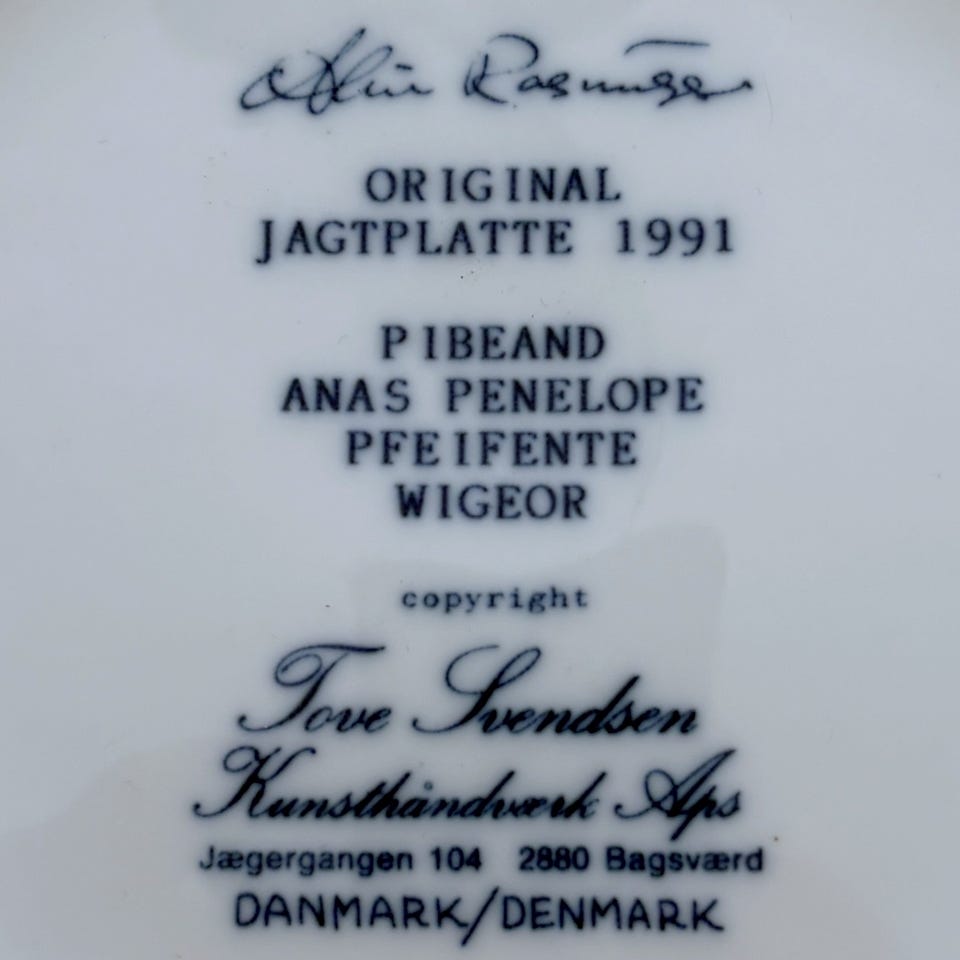 Rasmussen
ORIGINAL
JAGTPLATTE 1991
PIBEAND
ANAS PENELOPE
PFEIFENTE
WIGEOR
copyright
Tove Svendsen
Kunsthåndværk Aps
Jægergangen 104 2880 Bagsværd
DANMARK/DENMARK